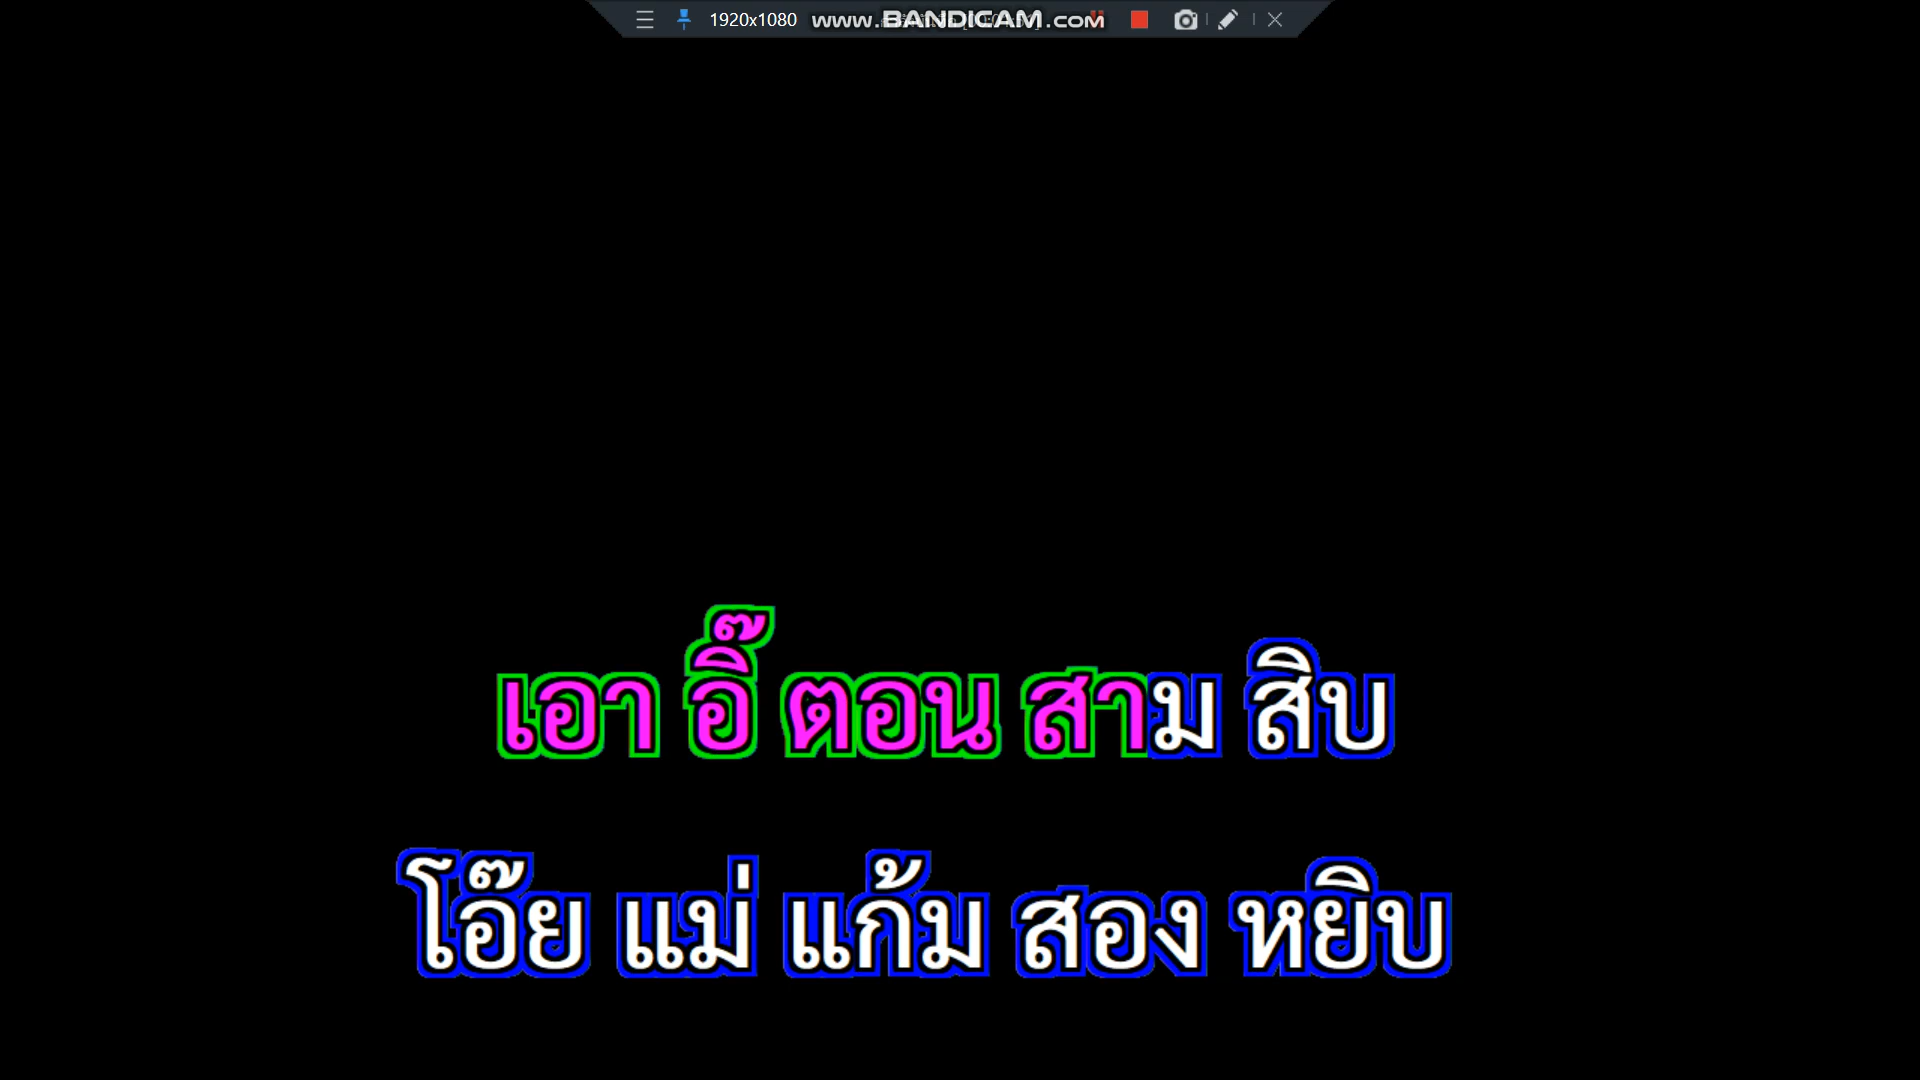 1920x1080 www.BANDICAM.com
เอา อิ๊ ตอน สาม สิบ
โอ๊ย แม่ แก้ม สอง หยิบ